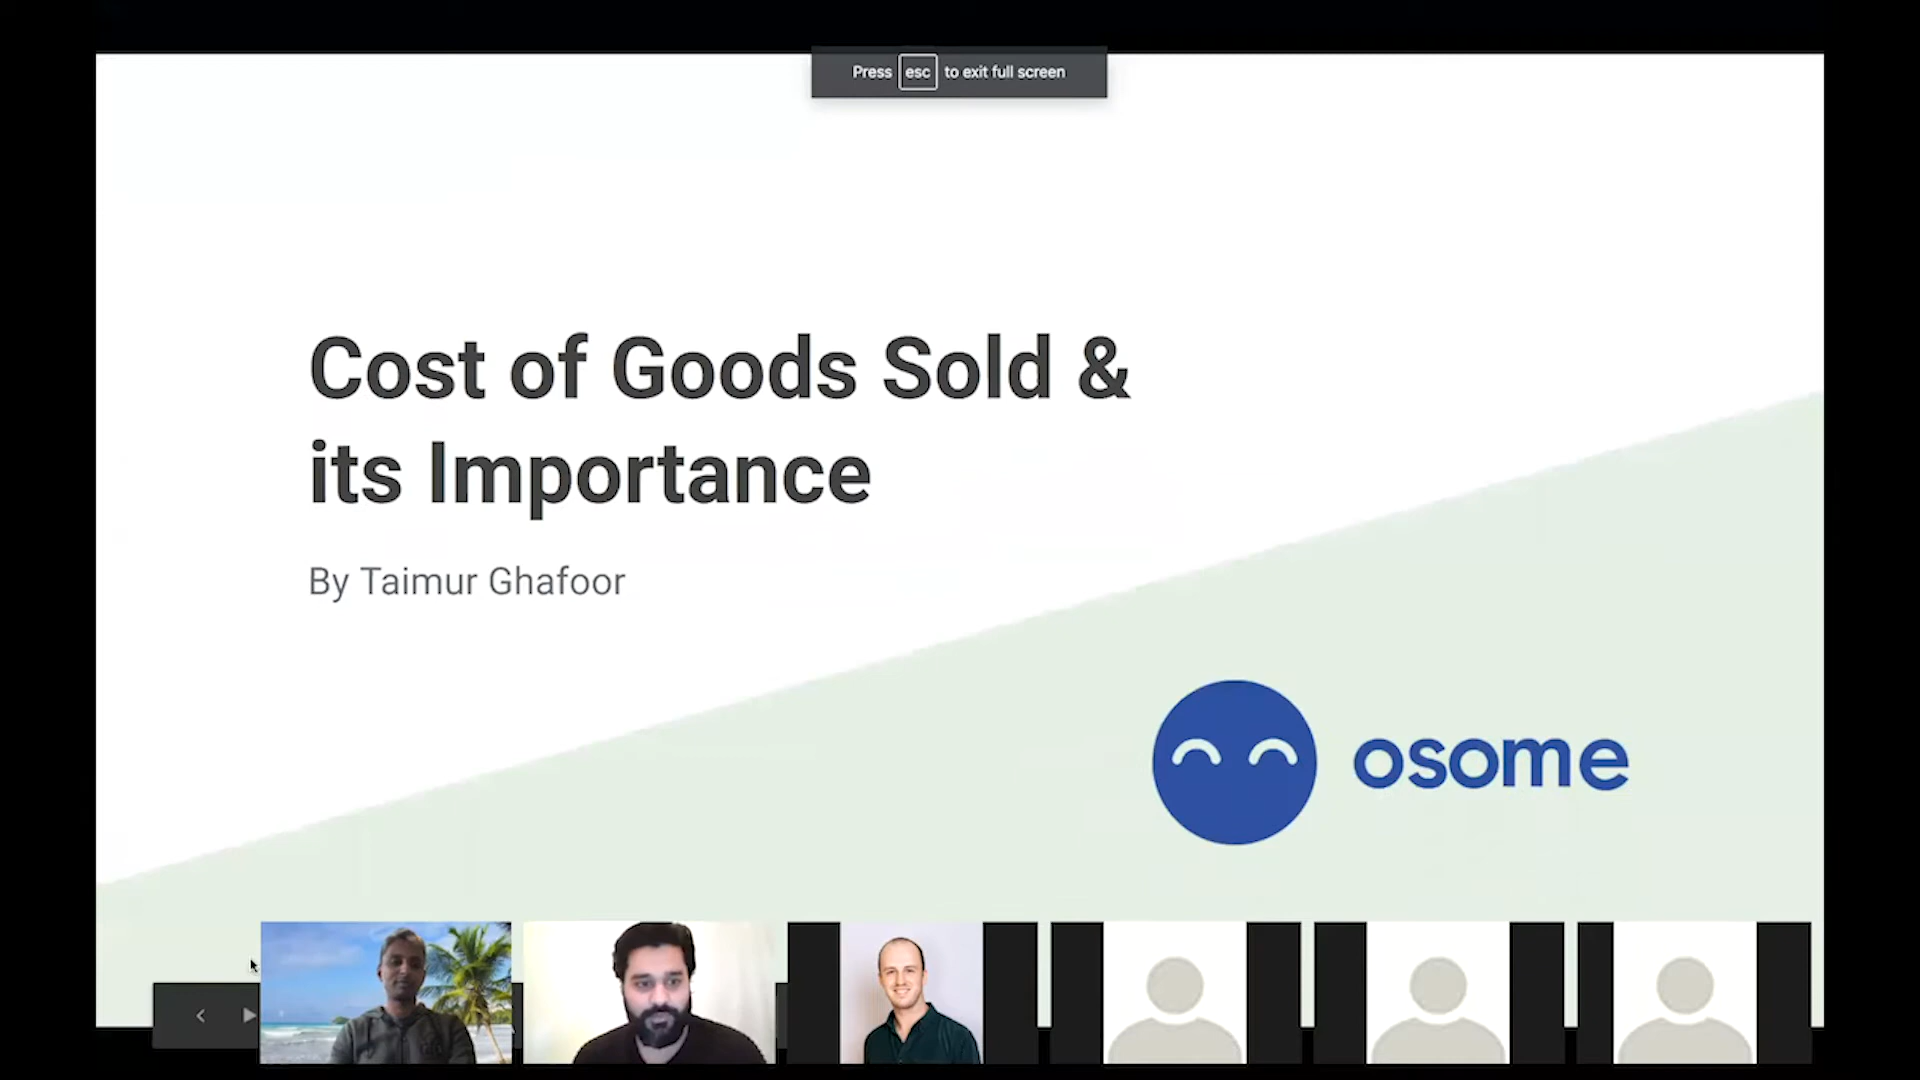 Press esc to exit full screen
Cost of Goods Sold &
its Importance
By Taimur Ghafoor
osome